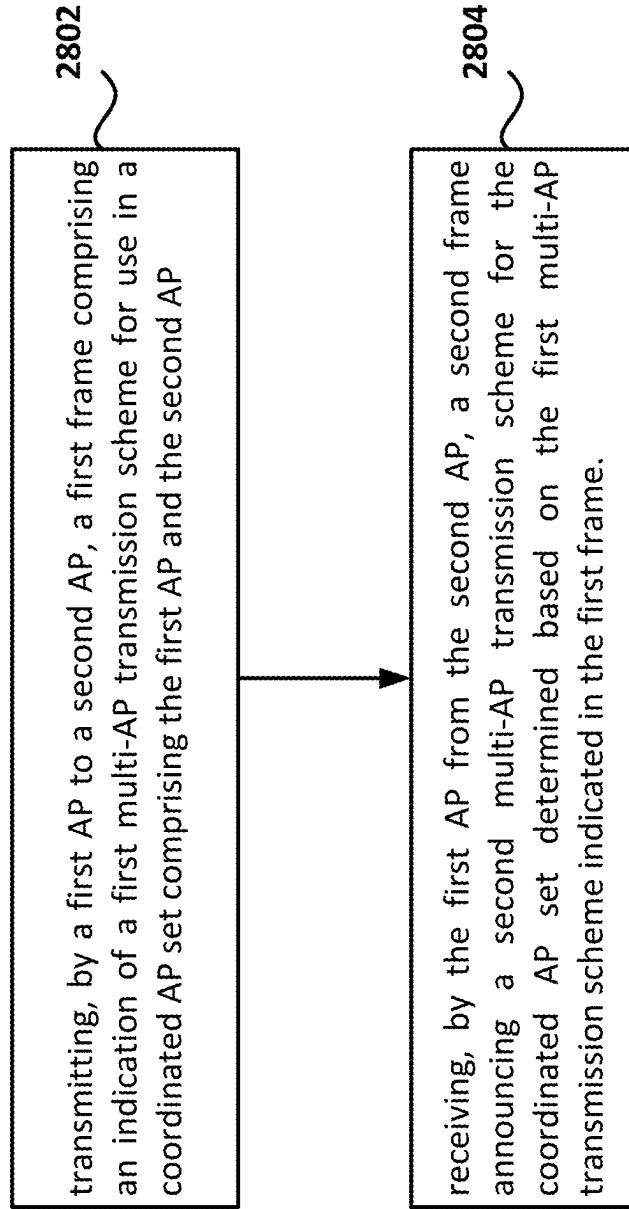 transmitting, by a first AP to a second AP, a first frame comprising
an indication of a first multi-AP transmission scheme for use in a
coordinated AP set comprising the first AP and the second AP
2802
receiving, by the first AP from the second AP, a second frame
announcing a second multi-AP transmission scheme for the
coordinated AP set determined based on the first multi-AP
transmission scheme indicated in the first frame.
2804